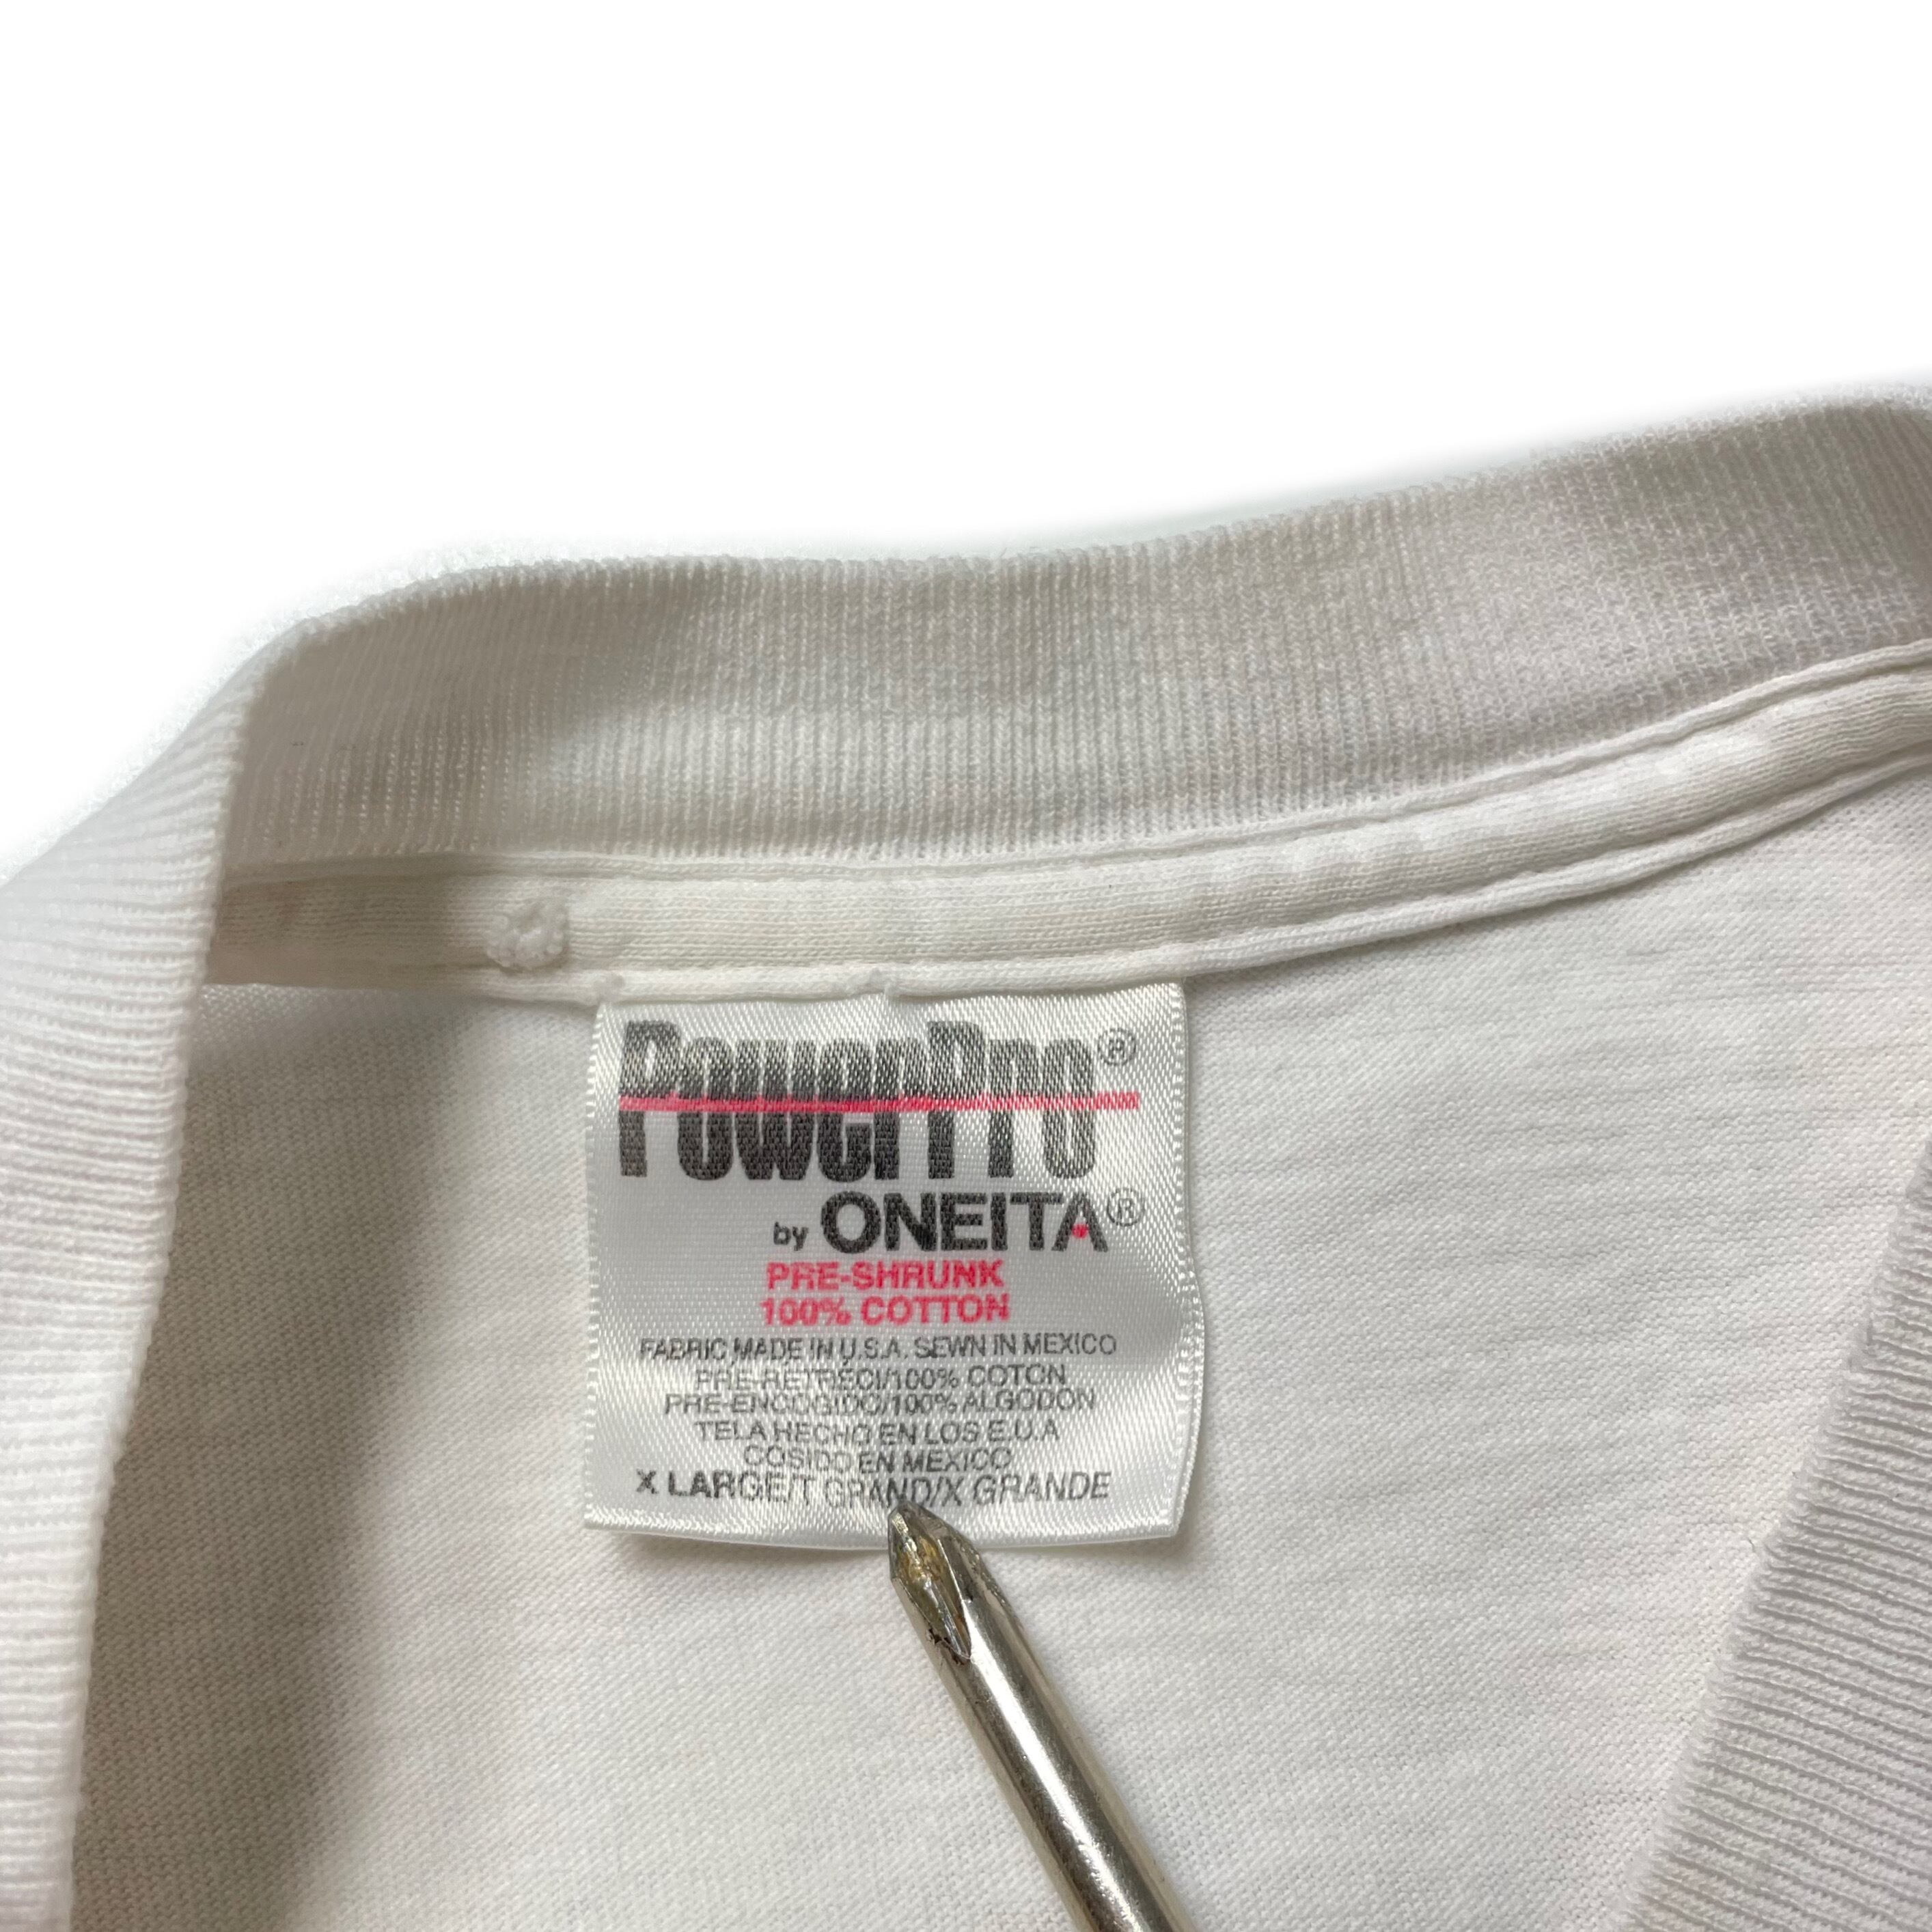 PowerPro®
by ONEITA®
PRE-SHRUNK
100% COTTON
FABRIC MADE IN U.S.A. SEWN IN MEXICO
PRE-RETRÉCI/100% COTON
PRE-ENCOGIDO/100% ALGODON
TELA HECHO EN LOS E.U.A
COSIDO EN MEXICO
X LARGE/T GRAND/X GRANDE